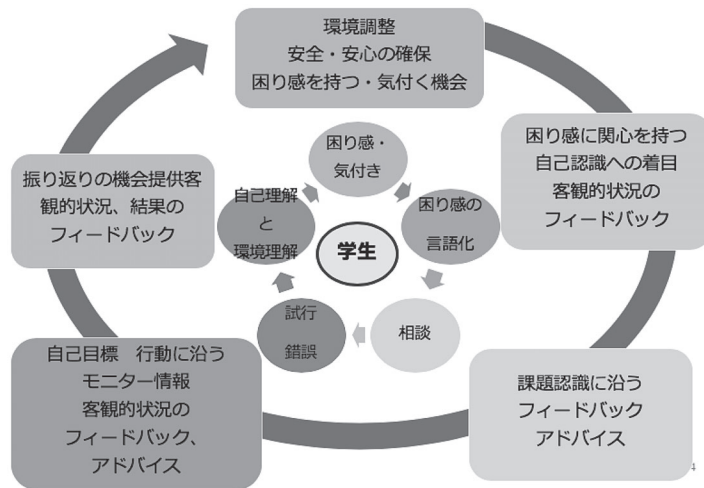 環境調整
安全・安心の確保
困り感を持つ・気付く機会
困り感に関心を持つ
自己認識への着目
客観的状況の
フィードバック
課題認識に沿う
フィードバック
アドバイス
自己目標　行動に沿う
モニター情報
客観的状況の
フィードバック、
アドバイス
振り返りの機会提供客
観的状況、結果の
フィードバック
困り感・
気付き
困り感の
言語化
相談
試行
錯誤
自己理解
と
環境理解
学生
4